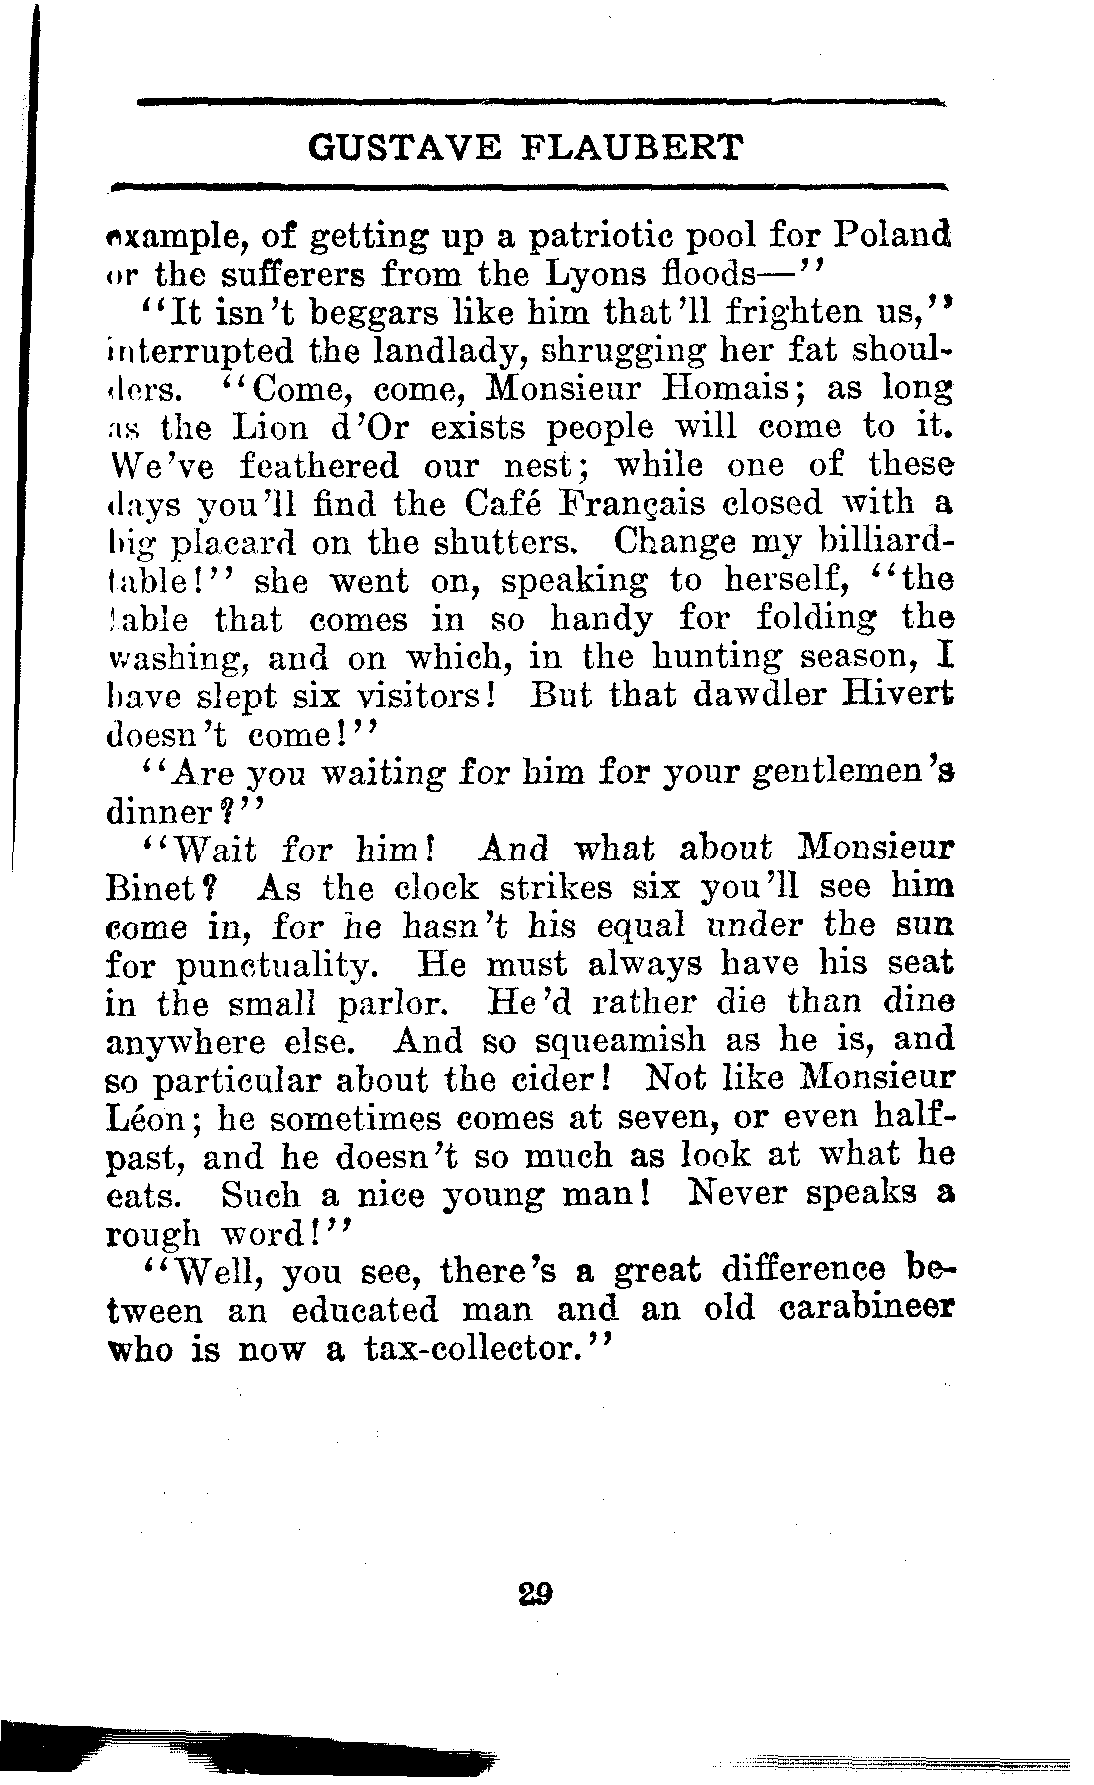 GUSTAVE FLAUBERT
example, of getting up a patriotic pool for Poland
or the sufferers from the Lyons floods—"
"It isn't beggars like him that'll frighten us,"
interrupted the landlady, shrugging her fat shoul-
ders. "Come, come, Monsieur Homais; as long
as the Lion d'Or exists people will come to it.
We've feathered our nest; while one of these
days you'll find the Café Français closed with a
big placard on the shutters. Change my billiard-
table!" she went on, speaking to herself, "the
table that comes in so handy for folding the
washing, and on which, in the hunting season, I
have slept six visitors! But that dawdler Hivert
doesn't come!"
"Are you waiting for him for your gentlemen's
dinner?"
"Wait for him! And what about Monsieur
Binet? As the clock strikes six you'll see him
come in, for he hasn't his equal under the sun
for punctuality. He must always have his seat
in the small parlor. He'd rather die than dine
anywhere else. And so squeamish as he is, and
so particular about the cider! Not like Monsieur
Léon; he sometimes comes at seven, or even half-
past, and he doesn't so much as look at what he
eats. Such a nice young man! Never speaks a
rough word!"
"Well, you see, there's a great difference be-
tween an educated man and an old carabineer
who is now a tax-collector."
29